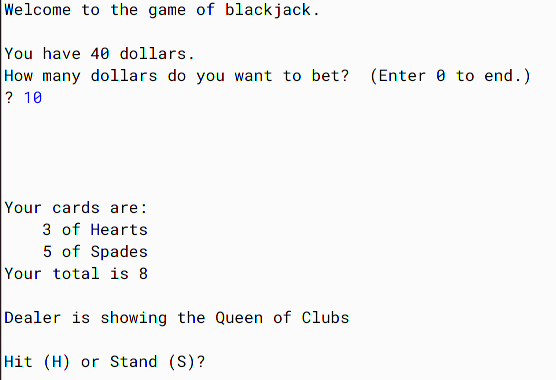 Welcome to the game of blackjack.
You have 40 dollars.
How many dollars do you want to bet?  (Enter 0 to end.)
? 10
Your cards are:
    3 of Hearts
    5 of Spades
Your total is 8
Dealer is showing the Queen of Clubs
Hit (H) or Stand (S)?